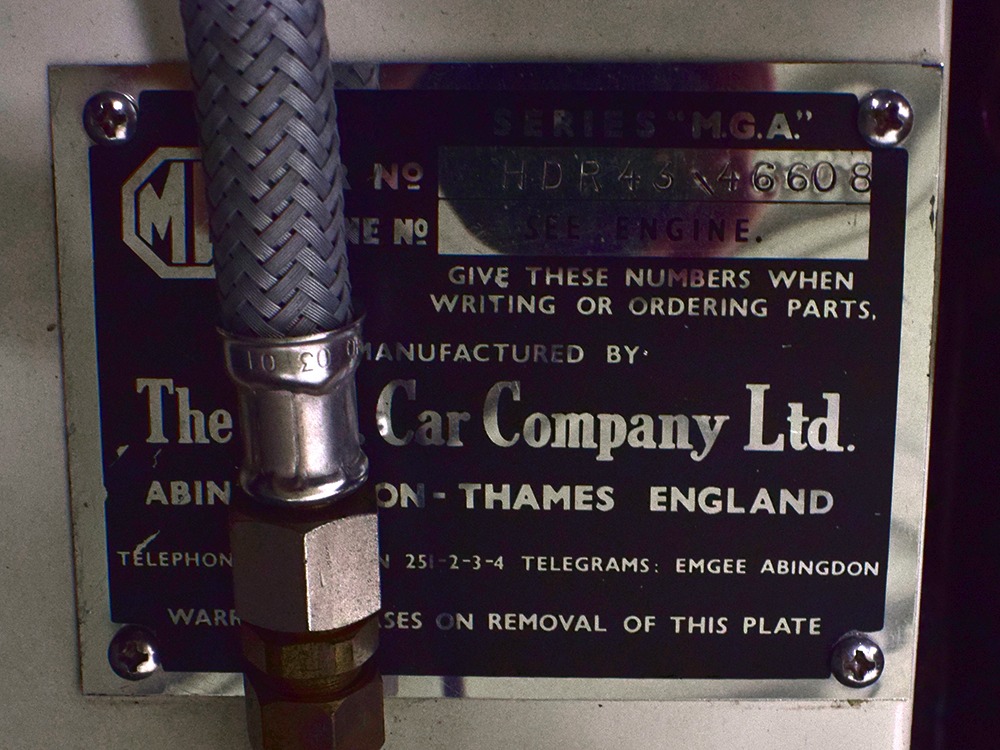 SERIES "M.G.A."
Nº HDR43 46608
NE Nº SEE ENGINE.
GIVE THESE NUMBERS WHEN
WRITING OR ORDERING PARTS,
MANUFACTURED BY·
The Car Company Ltd.
ABIN ON-THAMES ENGLAND
TELEPHON N 251-2-3-4 TELEGRAMS: EMGEE ABINGDON
WARR ASES ON REMOVAL OF THIS PLATE